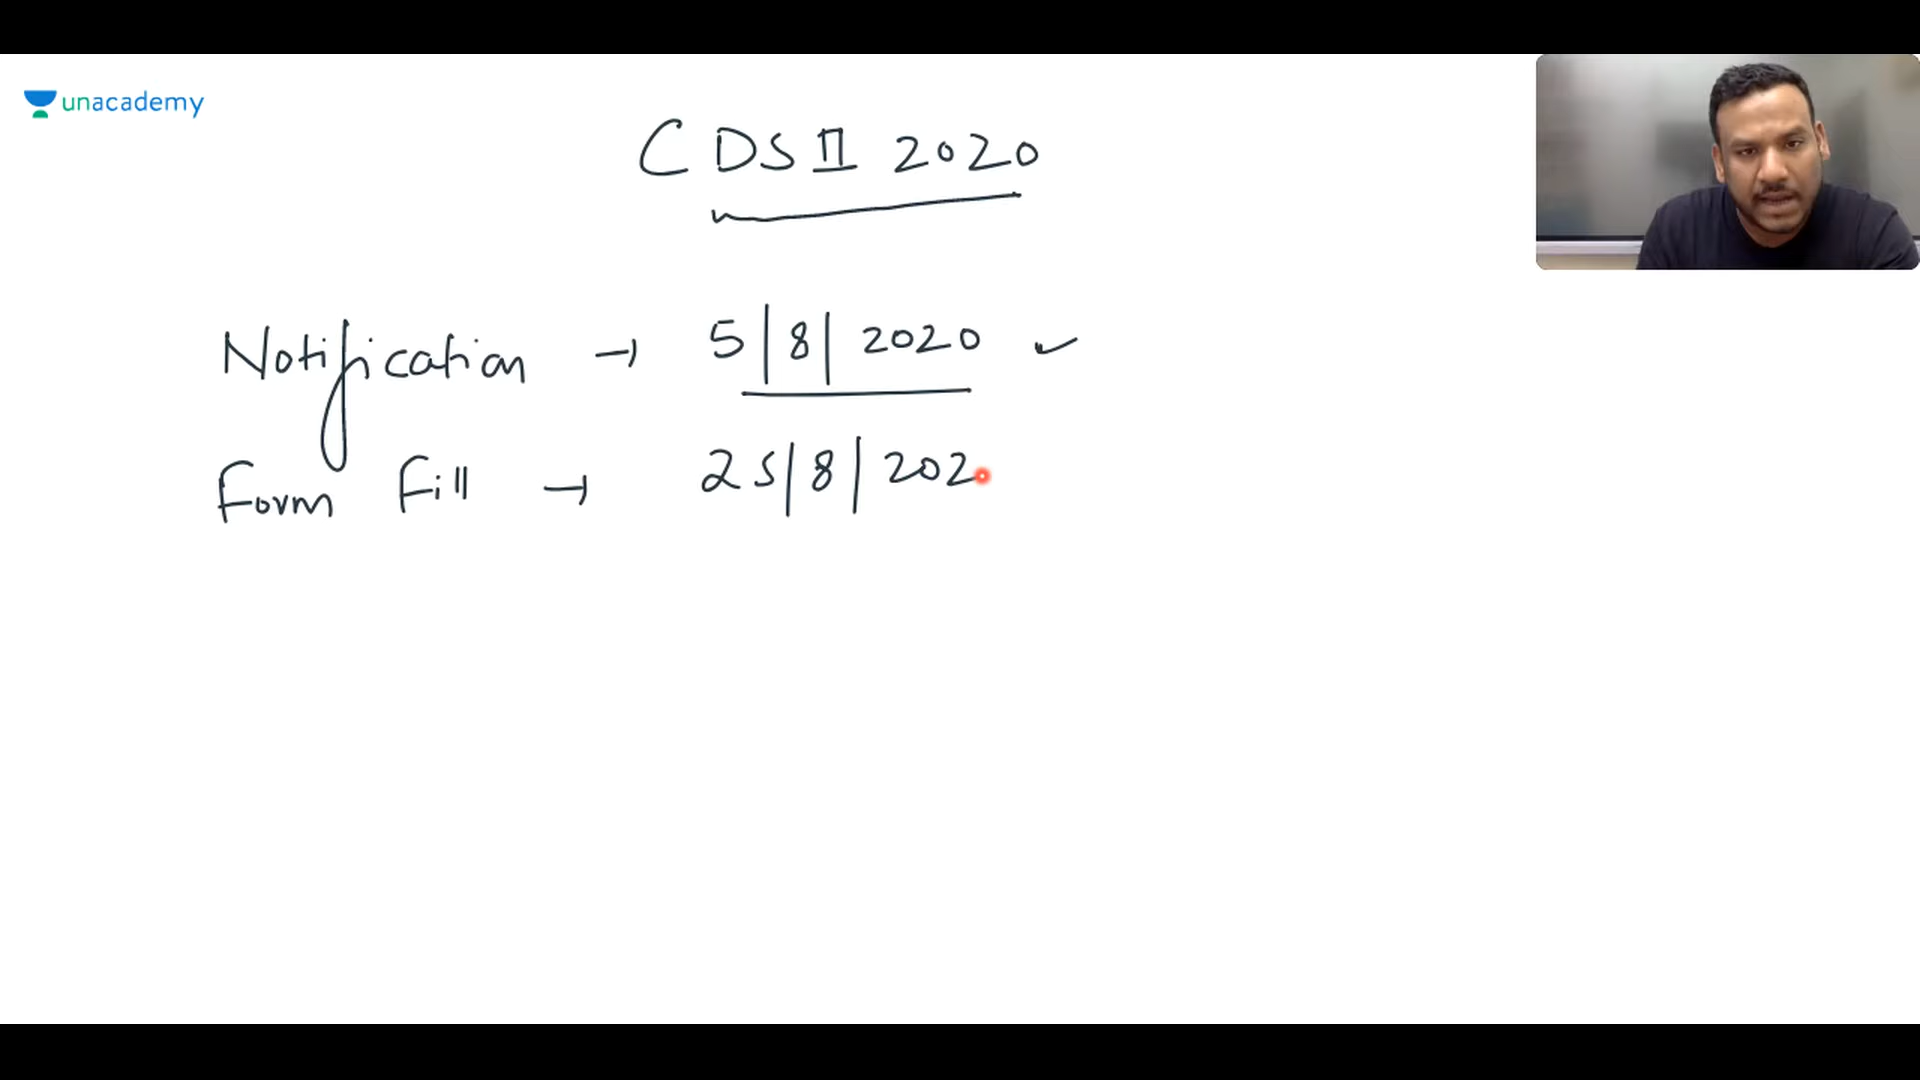 unacademy
CDS II 2020
Notification → 5|8|2020 ✓
Form Fill → 25|8|202